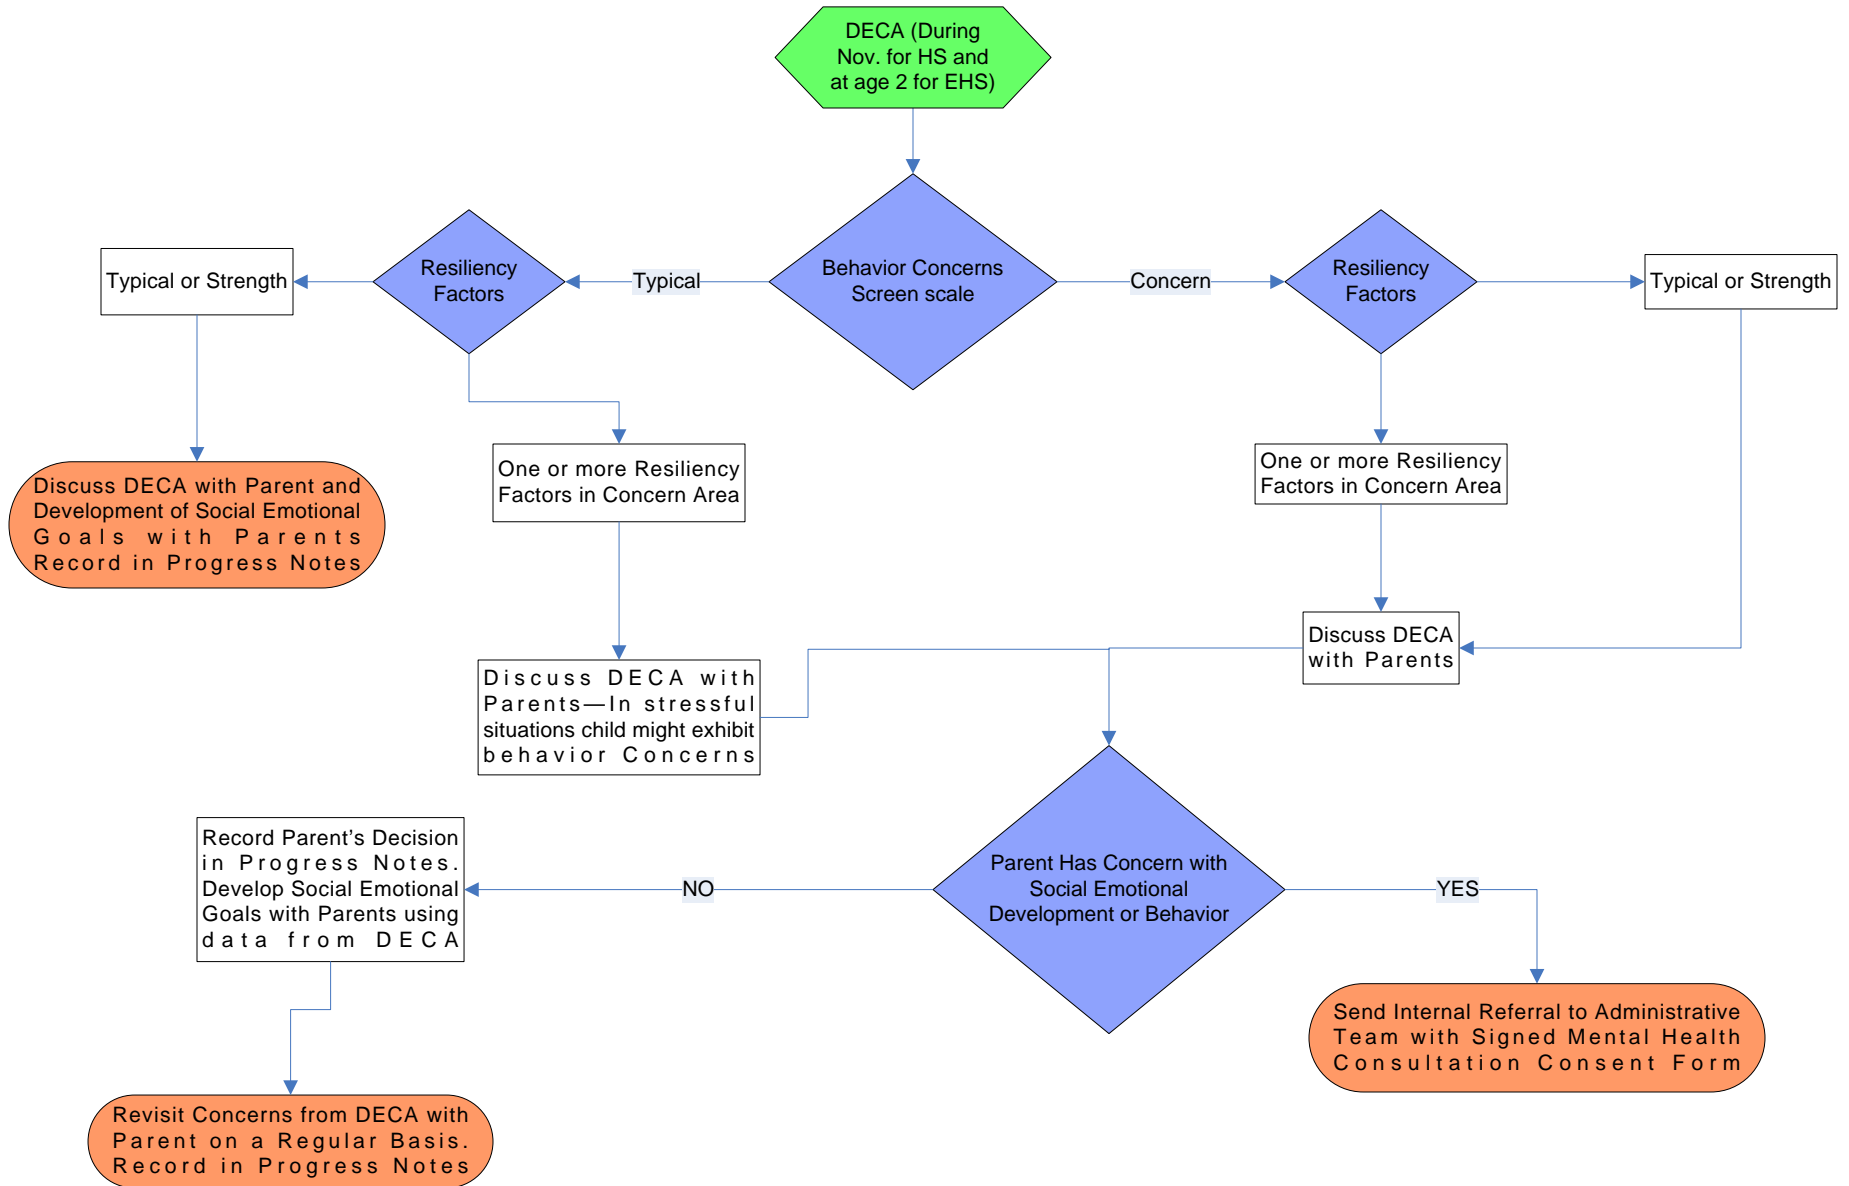 DECA (During
Nov. for HS and
at age 2 for EHS)
Behavior Concerns
Screen scale
Typical
Concern
Resiliency
Factors
Resiliency
Factors
Typical or Strength
Typical or Strength
One or more Resiliency
Factors in Concern Area
One or more Resiliency
Factors in Concern Area
Discuss DECA with Parent and
Development of Social Emotional
Goals with Parents
Record in Progress Notes
Discuss DECA with
Parents—In stressful
situations child might exhibit
behavior Concerns
Discuss DECA
with Parents
Parent Has Concern with
Social Emotional
Development or Behavior
NO
YES
Record Parent’s Decision
in Progress Notes.
Develop Social Emotional
Goals with Parents using
data from DECA
Send Internal Referral to Administrative
Team with Signed Mental Health
Consultation Consent Form
Revisit Concerns from DECA with
Parent on a Regular Basis.
Record in Progress Notes